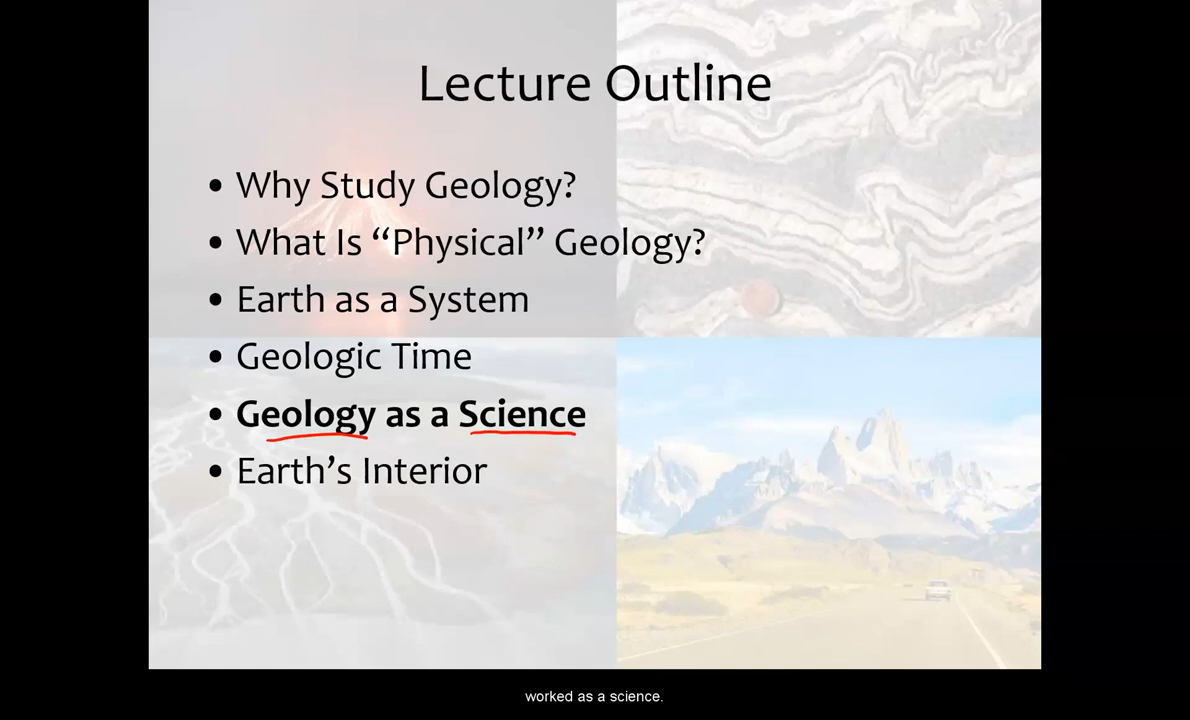 Lecture Outline
• Why Study Geology?
• What Is “Physical” Geology?
• Earth as a System
• Geologic Time
• Geology as a Science
• Earth’s Interior
worked as a science.